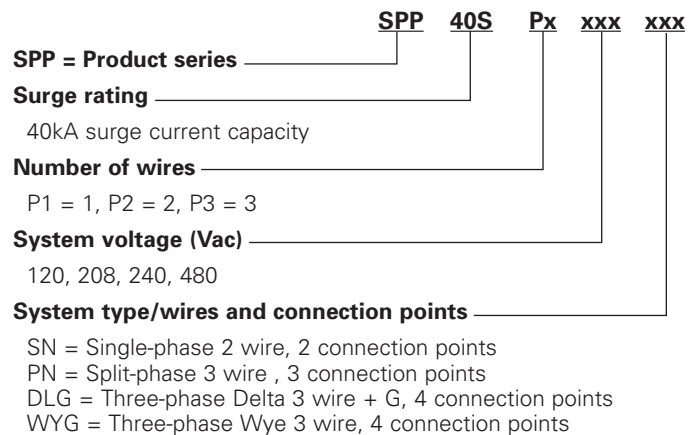 SPP 40S Px xxx xxx
SPP = Product series
Surge rating
40kA surge current capacity
Number of wires
P1 = 1, P2 = 2, P3 = 3
System voltage (Vac)
120, 208, 240, 480
System type/wires and connection points
SN = Single-phase 2 wire, 2 connection points
PN = Split-phase 3 wire , 3 connection points
DLG = Three-phase Delta 3 wire + G, 4 connection points
WYG = Three-phase Wye 3 wire, 4 connection points